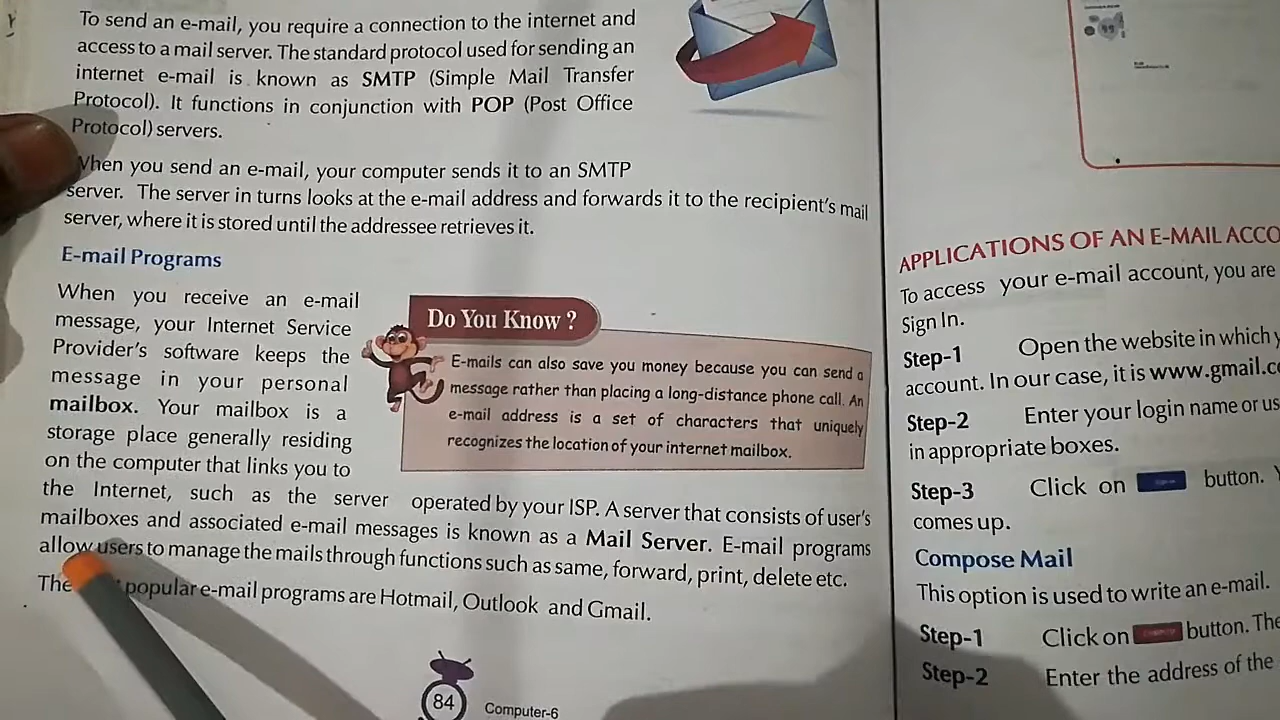 To send an e-mail, you require a connection to the internet and
access to a mail server. The standard protocol used for sending an
internet e-mail is known as SMTP (Simple Mail Transfer
Protocol). It functions in conjunction with POP (Post Office
Protocol) servers.
When you send an e-mail, your computer sends it to an SMTP
server. The server in turns looks at the e-mail address and forwards it to the recipient's mail
server, where it is stored until the addressee retrieves it.
E-mail Programs
When you receive an e-mail
message, your Internet Service
Provider's software keeps the
message in your personal
mailbox. Your mailbox is a
storage place generally residing
on the computer that links you to
the Internet, such as the server operated by your ISP. A server that consists of user's
mailboxes and associated e-mail messages is known as a Mail Server. E-mail programs
allow users to manage the mails through functions such as same, forward, print, delete etc.
The popular e-mail programs are Hotmail, Outlook and Gmail.
Do You Know ?
E-mails can also save you money because you can send a
message rather than placing a long-distance phone call. An
e-mail address is a set of characters that uniquely
recognizes the location of your internet mailbox.
84
Computer-6
APPLICATIONS OF AN E-MAIL ACCO
To access your e-mail account, you are
Sign In.
Step-1 Open the website in which y
account. In our case, it is www.gmail.c
Step-2 Enter your login name or us
in appropriate boxes.
Step-3 Click on button. Y
comes up.
Compose Mail
This option is used to write an e-mail.
Step-1 Click on button. The
Step-2 Enter the address of the